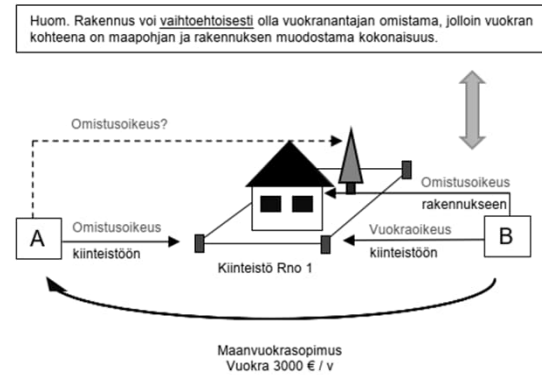 Huom. Rakennus voi vaihtoehtoisesti olla vuokranantajan omistama, jolloin vuokran
kohteena on maapohjan ja rakennuksen muodostama kokonaisuus.
Omistusoikeus?
Omistusoikeus
rakennukseen
A
Omistusoikeus
kiinteistöön
Vuokraoikeus
kiinteistöön
B
Kiinteistö Rno 1
Maanvuokrasopimus
Vuokra 3000 € / v